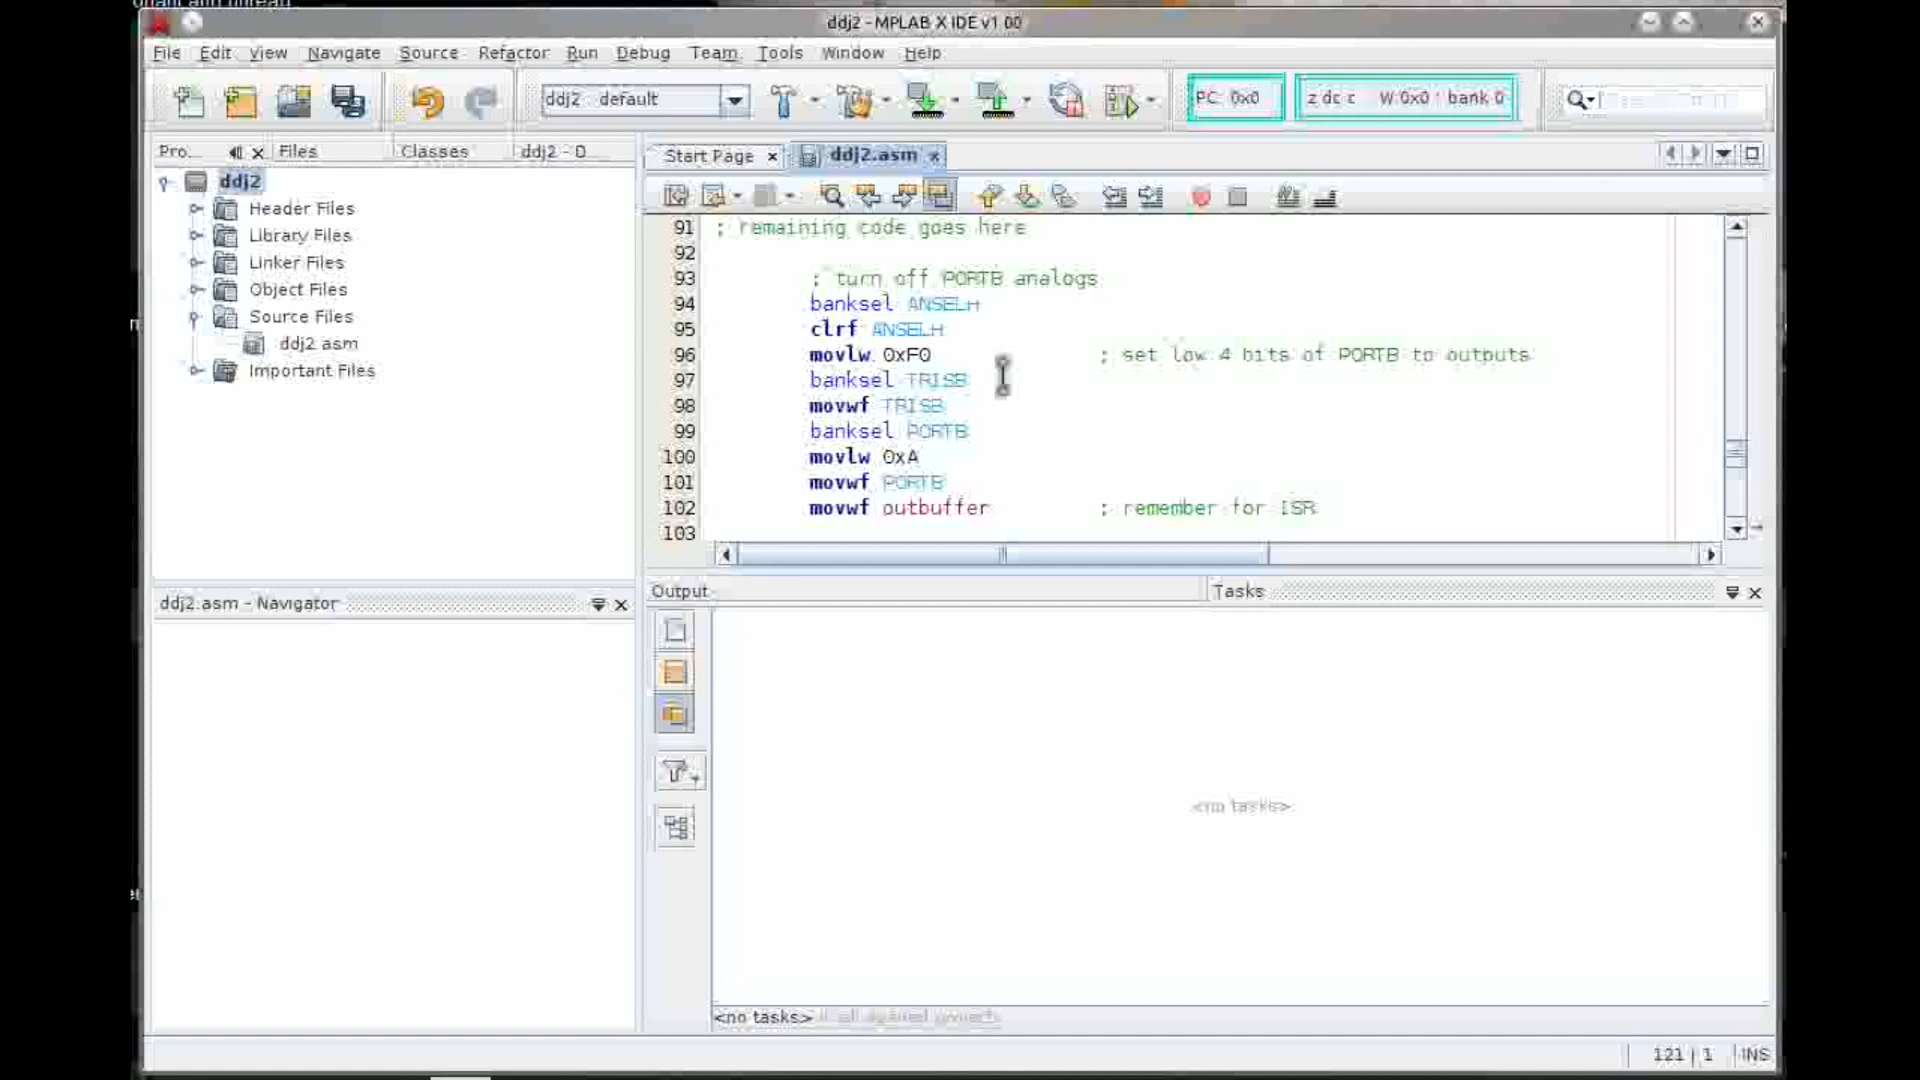 ddj2 - MPLAB X IDE v1.00
File Edit View Navigate Source Refactor Run Debug Team Tools Window Help
ddj2 default
PC: 0x0
z dc c W:0x0 : bank 0
Pro... Files Classes ddj2 - D...
Start Page ddj2.asm
ddj2
Header Files
Library Files
Linker Files
Object Files
Source Files
ddj2.asm
Important Files
91 ; remaining code goes here
92
93 ; turn off PORTB analogs
94 banksel ANSELH
95 clrf ANSELH
96 movlw 0xF0 ; set low 4 bits of PORTB to outputs
97 banksel TRISB
98 movwf TRISB
99 banksel PORTB
100 movlw 0xA
101 movwf PORTB
102 movwf outbuffer ; remember for ISR
103
ddj2.asm - Navigator
Output
Tasks
<no tasks>
<no tasks> in all opened projects
121 | 1 INS